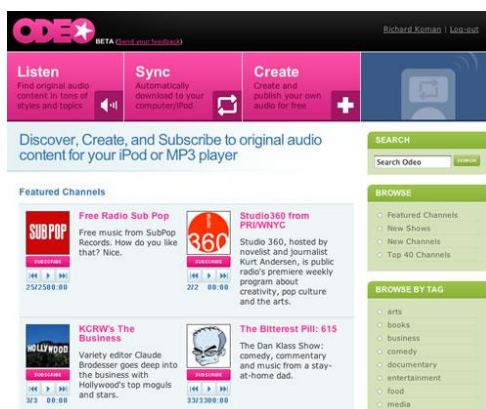 ODEO
BETA (Send your feedback)
Richard Koman | Log-out
Listen
Find original audio
content in tons of
styles and topics
Sync
Automatically
download to your
computer/iPod
Create
Create and
publish your own
audio for free
Discover, Create, and Subscribe to original audio
content for your iPod or MP3 player
Featured Channels
SUB POP
SUBSCRIBE
25/25 00:00
Free Radio Sub Pop
Free music from SubPop
Records. How do you like
that? Nice.
360
SUBSCRIBE
2/2 00:00
Studio360 from
PRI/WNYC
Studio 360, hosted by
novelist and journalist
Kurt Andersen, is public
radio's premiere weekly
program about
creativity, pop culture
and the arts.
HOLLYWOOD
SUBSCRIBE
3/3 00:00
KCRW's The
Business
Variety editor Claude
Brodesser goes deep into
the business with
Hollywood's top moguls
and stars.
SUBSCRIBE
33/33 00:00
The Bitterest Pill: 615
The Dan Klass Show:
comedy, commentary
and music from a stay-
at-home dad.
SEARCH
Search Odeo
BROWSE
Featured Channels
New Shows
New Channels
Top 40 Channels
BROWSE BY TAG
arts
books
business
comedy
documentary
entertainment
food
media